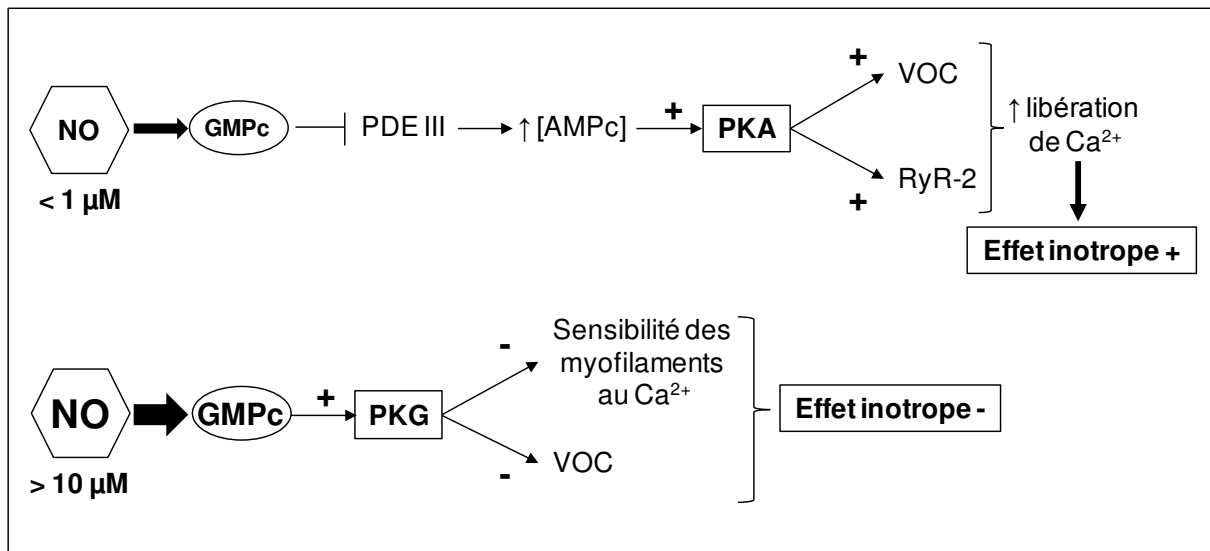 NO
< 1 µM
GMPc
PDE III
↑ [AMPc]
+
PKA
+
VOC
+
RyR-2
↑ libération
de Ca²⁺
Effet inotrope +
NO
> 10 µM
GMPc
+
PKG
-
Sensibilité des
myofilaments
au Ca²⁺
-
VOC
Effet inotrope -